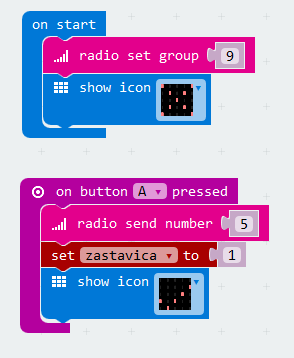 on start
radio set group 9
show icon
on button A pressed
radio send number 5
set zastavica to 1
show icon